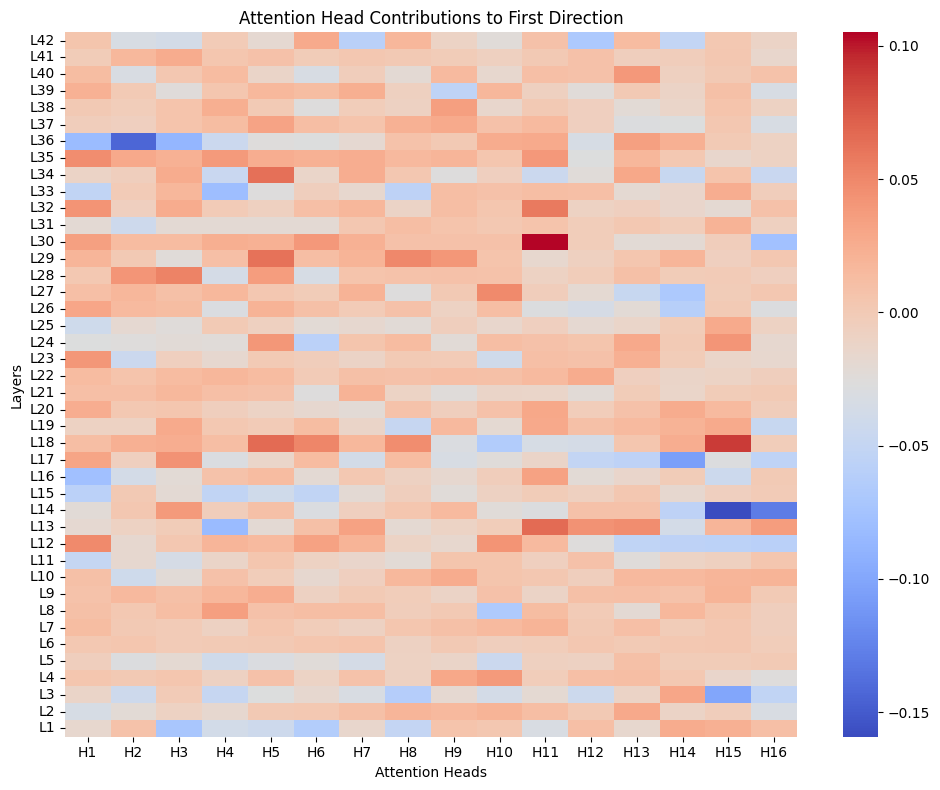 Attention Head Contributions to First Direction
Layers
L42
L41
L40
L39
L38
L37
L36
L35
L34
L33
L32
L31
L30
L29
L28
L27
L26
L25
L24
L23
L22
L21
L20
L19
L18
L17
L16
L15
L14
L13
L12
L11
L10
L9
L8
L7
L6
L5
L4
L3
L2
L1
H1 H2 H3 H4 H5 H6 H7 H8 H9 H10 H11 H12 H13 H14 H15 H16
Attention Heads
0.10
0.05
0.00
−0.05
−0.10
−0.15